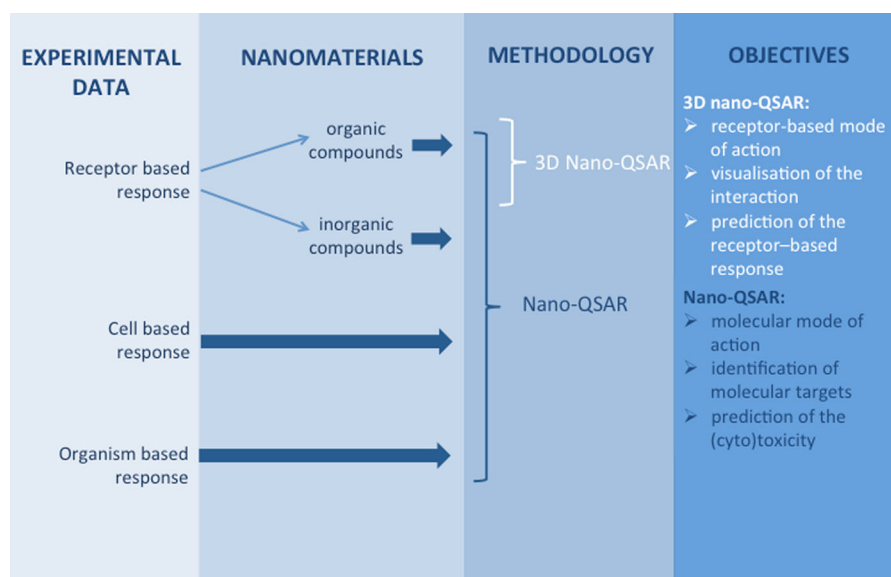 EXPERIMENTAL
DATA
Receptor based
response
Cell based
response
Organism based
response
NANOMATERIALS
organic
compounds
inorganic
compounds
METHODOLOGY
3D Nano-QSAR
Nano-QSAR
OBJECTIVES
3D nano-QSAR:
➢ receptor-based mode
of action
➢ visualisation of the
interaction
➢ prediction of the
receptor–based
response
Nano-QSAR:
➢ molecular mode of
action
➢ identification of
molecular targets
➢ prediction of the
(cyto)toxicity